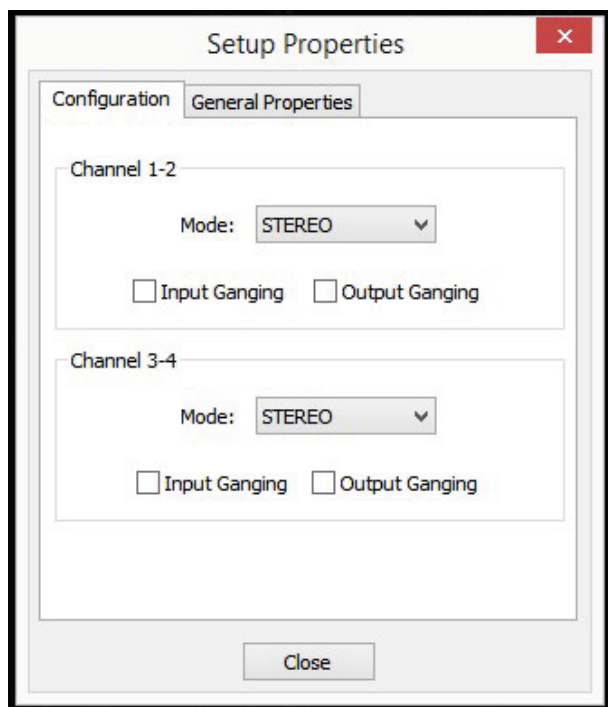 Setup Properties
Configuration General Properties
Channel 1-2
Mode: STEREO
Input Ganging Output Ganging
Channel 3-4
Mode: STEREO
Input Ganging Output Ganging
Close